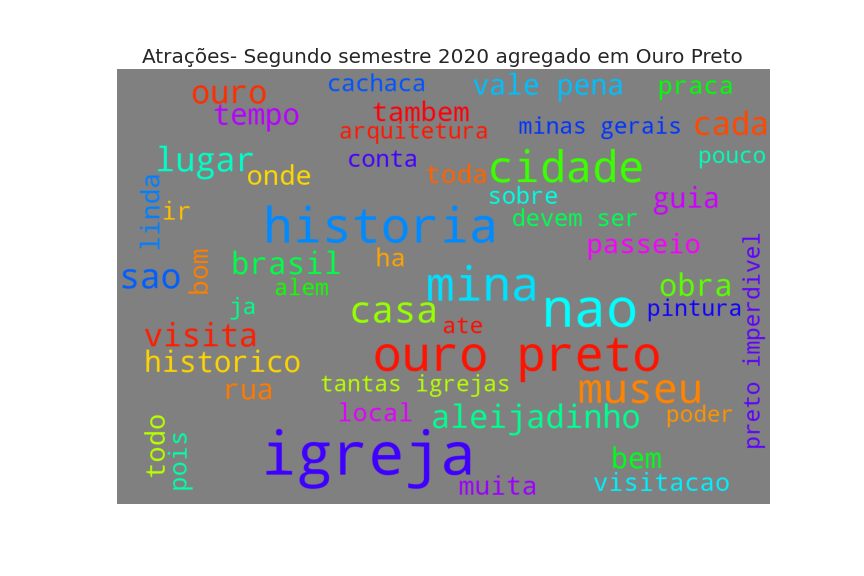 Atrações- Segundo semestre 2020 agregado em Ouro Preto
cachaca
vale pena
praca
ouro
tempo
tambem
arquitetura
minas gerais
cada
lugar
conta
cidade
pouco
onde
toda
linda
ir
sobre
guia
devem ser
historia
passeio
bom
brasil
ha
sao
alem
mina
obra
preto imperdivel
ja
casa
ate
nao
pintura
visita
historico
ouro preto
rua
tantas igrejas
museu
local
aleijadinho
poder
todo
pois
igreja
bem
muita
visitacao